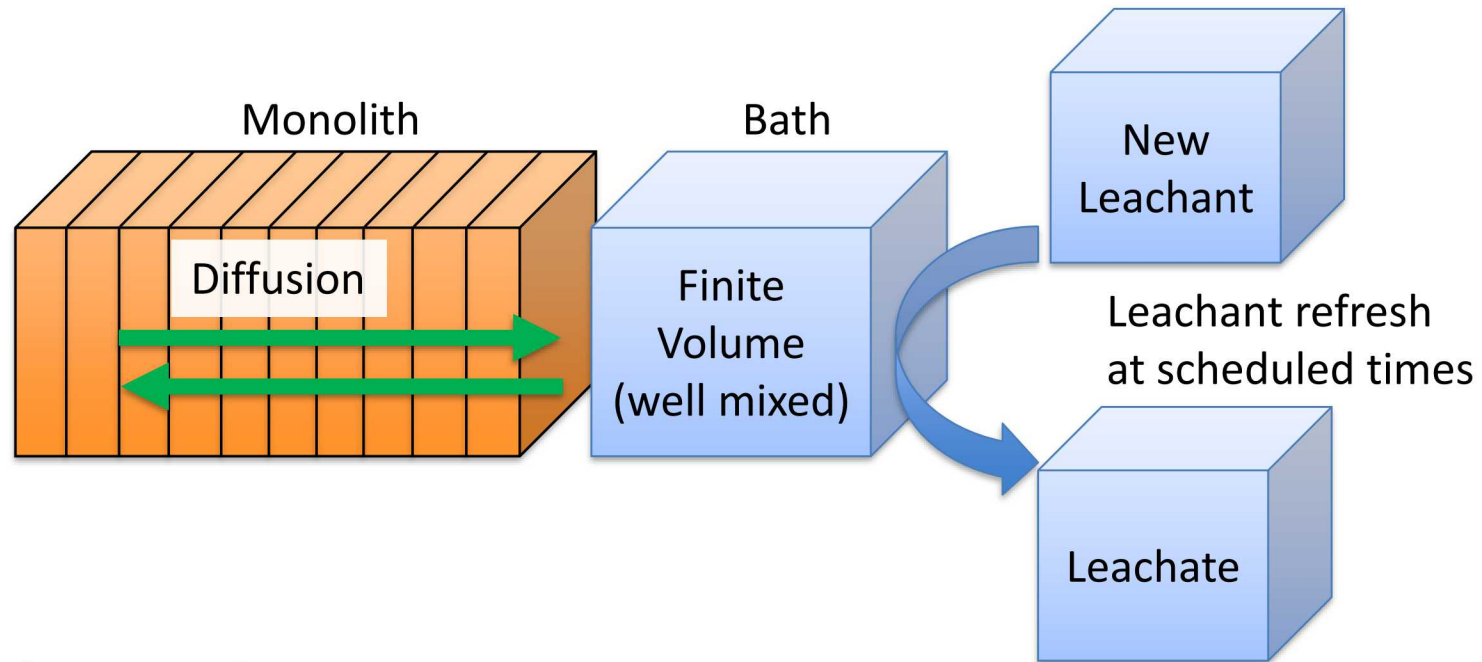 Monolith
Bath
New
Leachant
Diffusion
Finite
Volume
(well mixed)
Leachant refresh
at scheduled times
Leachate